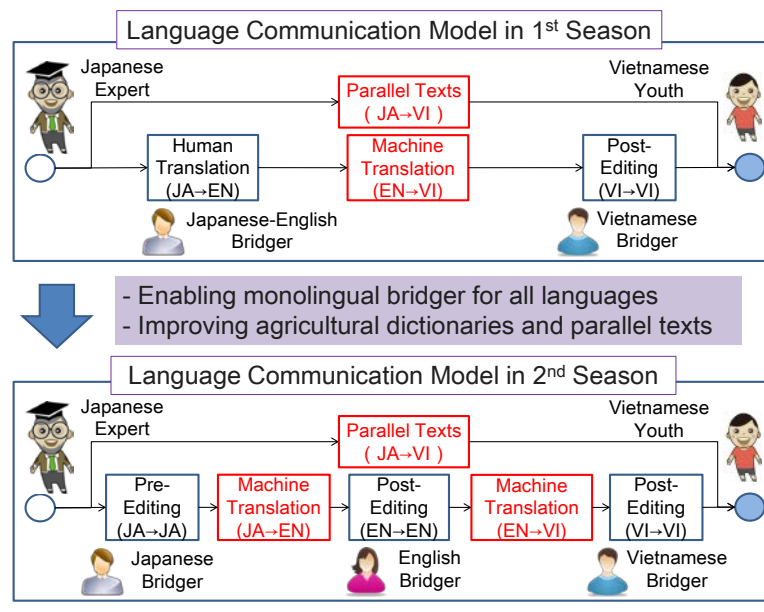 Language Communication Model in 1st Season
Japanese
Expert
Parallel Texts
( JA→VI )
Vietnamese
Youth
Human
Translation
(JA→EN)
Machine
Translation
(EN→VI)
Post-
Editing
(VI→VI)
Japanese-English
Bridger
Vietnamese
Bridger
- Enabling monolingual bridger for all languages
- Improving agricultural dictionaries and parallel texts
Language Communication Model in 2nd Season
Japanese
Expert
Parallel Texts
( JA→VI )
Vietnamese
Youth
Pre-
Editing
(JA→JA)
Machine
Translation
(JA→EN)
Post-
Editing
(EN→EN)
Machine
Translation
(EN→VI)
Post-
Editing
(VI→VI)
Japanese
Bridger
English
Bridger
Vietnamese
Bridger